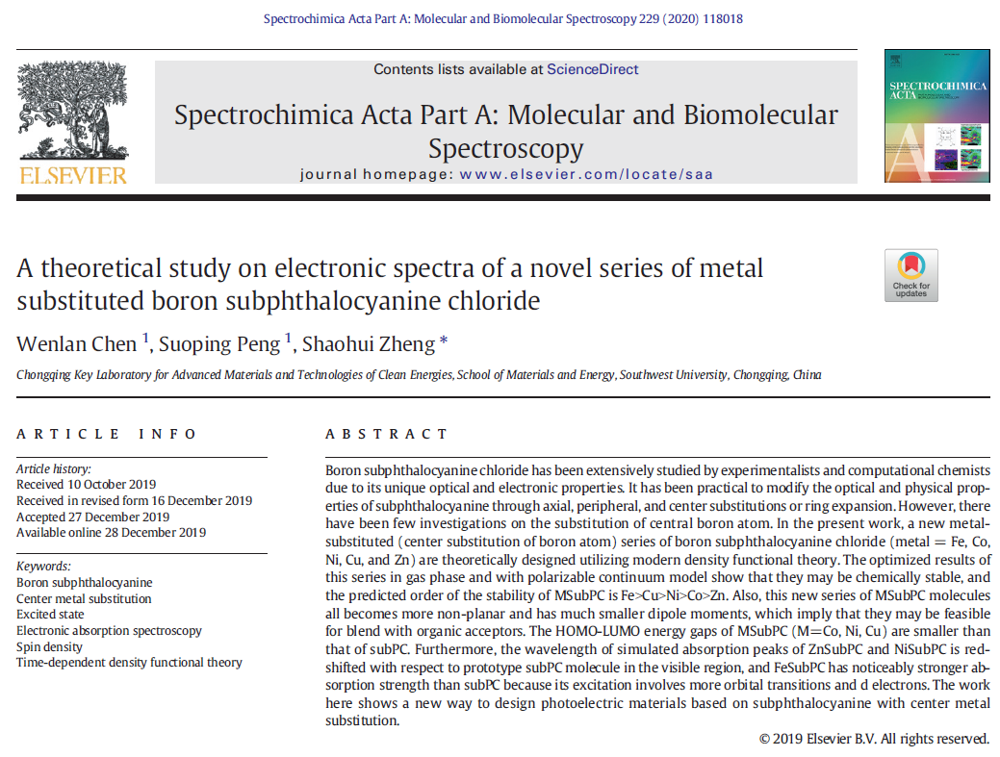 Spectrochimica Acta Part A: Molecular and Biomolecular Spectroscopy 229 (2020) 118018
Contents lists available at ScienceDirect
Spectrochimica Acta Part A: Molecular and Biomolecular
Spectroscopy
journal homepage: www.elsevier.com/locate/saa
ELSEVIER
SPECTROCHIMICA
ACTA
A
A theoretical study on electronic spectra of a novel series of metal
substituted boron subphthalocyanine chloride
Check for
updates
Wenlan Chen 1, Suoping Peng 1, Shaohui Zheng *
Chongqing Key Laboratory for Advanced Materials and Technologies of Clean Energies, School of Materials and Energy, Southwest University, Chongqing, China
ARTICLE INFO
Article history:
Received 10 October 2019
Received in revised form 16 December 2019
Accepted 27 December 2019
Available online 28 December 2019
Keywords:
Boron subphthalocyanine
Center metal substitution
Excited state
Electronic absorption spectroscopy
Spin density
Time-dependent density functional theory
ABSTRACT
Boron subphthalocyanine chloride has been extensively studied by experimentalists and computational chemists
due to its unique optical and electronic properties. It has been practical to modify the optical and physical prop-
erties of subphthalocyanine through axial, peripheral, and center substitutions or ring expansion. However, there
have been few investigations on the substitution of central boron atom. In the present work, a new metal-
substituted (center substitution of boron atom) series of boron subphthalocyanine chloride (metal = Fe, Co,
Ni, Cu, and Zn) are theoretically designed utilizing modern density functional theory. The optimized results of
this series in gas phase and with polarizable continuum model show that they may be chemically stable, and
the predicted order of the stability of MSubPC is Fe>Cu>Ni>Co>Zn. Also, this new series of MSubPC molecules
all becomes more non-planar and has much smaller dipole moments, which imply that they may be feasible
for blend with organic acceptors. The HOMO-LUMO energy gaps of MSubPC (M=Co, Ni, Cu) are smaller than
that of subPC. Furthermore, the wavelength of simulated absorption peaks of ZnSubPC and NiSubPC is red-
shifted with respect to prototype subPC molecule in the visible region, and FeSubPC has noticeably stronger ab-
sorption strength than subPC because its excitation involves more orbital transitions and d electrons. The work
here shows a new way to design photoelectric materials based on subphthalocyanine with center metal
substitution.
© 2019 Elsevier B.V. All rights reserved.